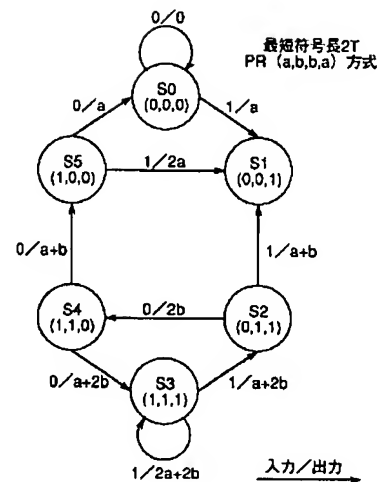 0/0
最短符号長2T
PR (a,b,b,a) 方式
S0
(0,0,0)
0/a
1/a
S5
(1,0,0)
1/2a
S1
(0,0,1)
0/a+b
1/a+b
S4
(1,1,0)
0/2b
S2
(0,1,1)
0/a+2b
S3
(1,1,1)
1/a+2b
1/2a+2b
入力/出力